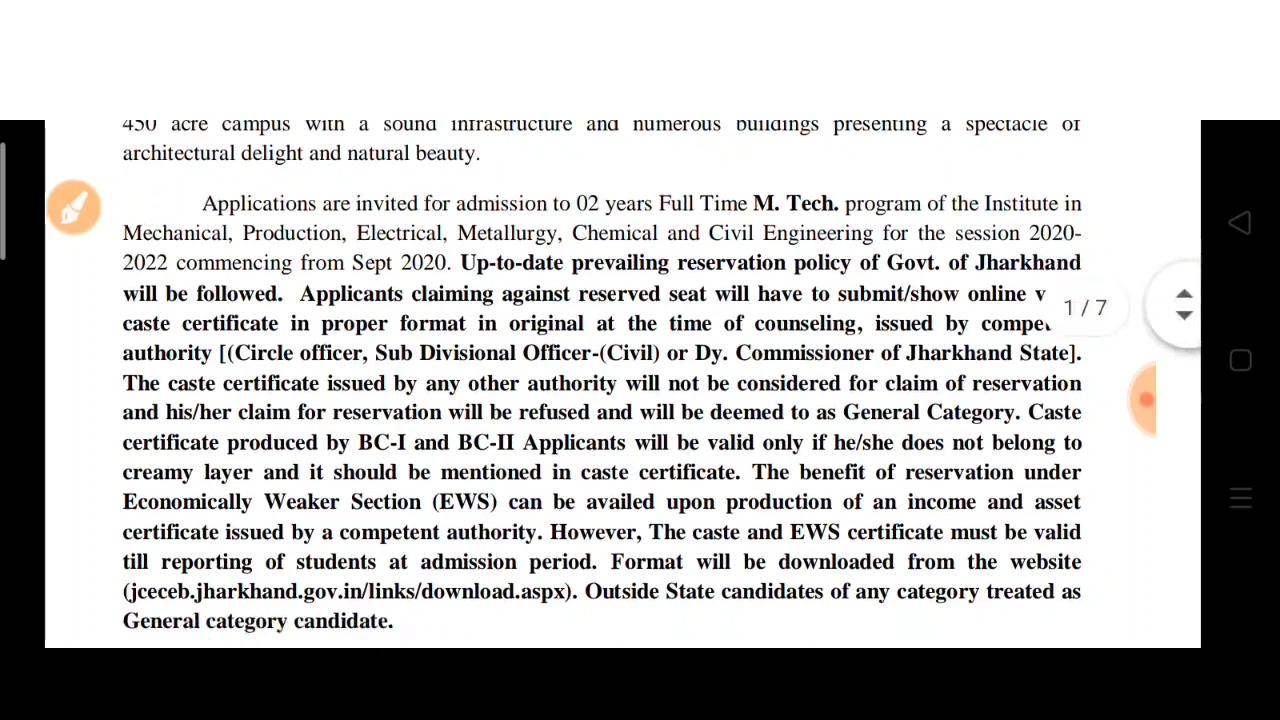 450 acre campus with a sound infrastructure and numerous buildings presenting a spectacle of
architectural delight and natural beauty.
Applications are invited for admission to 02 years Full Time M. Tech. program of the Institute in
Mechanical, Production, Electrical, Metallurgy, Chemical and Civil Engineering for the session 2020-
2022 commencing from Sept 2020. Up-to-date prevailing reservation policy of Govt. of Jharkhand
will be followed. Applicants claiming against reserved seat will have to submit/show online
1 / 7
caste certificate in proper format in original at the time of counseling, issued by
authority [(Circle officer, Sub Divisional Officer-(Civil) or Dy. Commissioner of Jharkhand State].
The caste certificate issued by any other authority will not be considered for claim of reservation
and his/her claim for reservation will be refused and will be deemed to as General Category. Caste
certificate produced by BC-I and BC-II Applicants will be valid only if he/she does not belong to
creamy layer and it should be mentioned in caste certificate. The benefit of reservation under
Economically Weaker Section (EWS) can be availed upon production of an income and asset
certificate issued by a competent authority. However, The caste and EWS certificate must be valid
till reporting of students at admission period. Format will be downloaded from the website
(jceceb.jharkhand.gov.in/links/download.aspx). Outside State candidates of any category treated as
General category candidate.